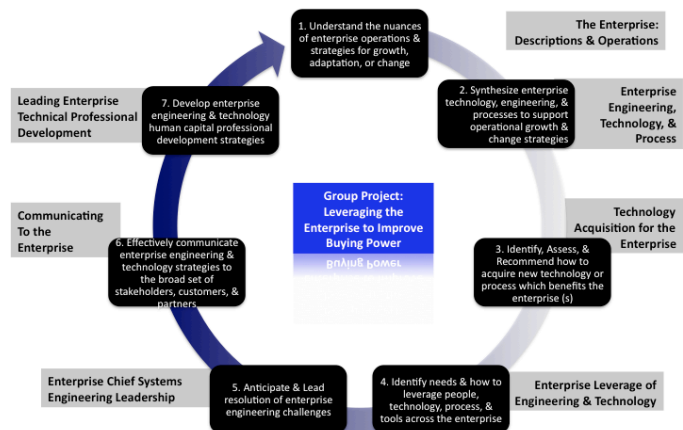 1. Understand the nuances
of enterprise operations &
strategies for growth,
adaptation, or change
The Enterprise:
Descriptions & Operations
2. Synthesize enterprise
technology, engineering, &
processes to support
operational growth &
change strategies
Enterprise
Engineering,
Technology, &
Process
Technology
Acquisition for the
Enterprise
3. Identify, Assess, &
Recommend how to
acquire new technology or
process which benefits the
enterprise (s)
4. Identify needs & how to
leverage people,
technology, process, &
tools across the enterprise
Enterprise Leverage of
Engineering & Technology
5. Anticipate & Lead
resolution of enterprise
engineering challenges
Enterprise Chief Systems
Engineering Leadership
6. Effectively communicate
enterprise engineering &
technology strategies to
the broad set of
stakeholders, customers, &
partners
Communicating
To the
Enterprise
7. Develop enterprise
engineering & technology
human capital professional
development strategies
Leading Enterprise
Technical Professional
Development
Group Project:
Leveraging the
Enterprise to Improve
Buying Power